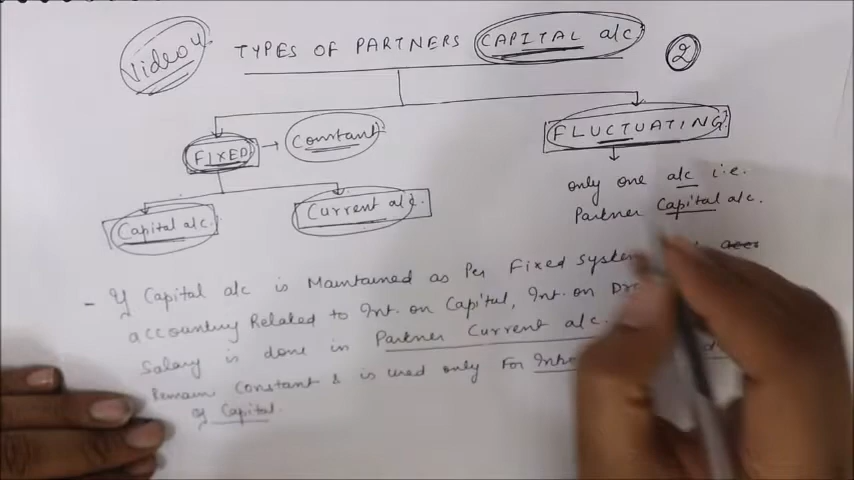 Video 4
TYPES OF PARTNERS CAPITAL a/c.
2
FIXED → Constant
FLUCTUATING
Capital a/c.
Current a/c.
only one a/c i.e.
Partner Capital a/c.
- If Capital a/c is Maintained as Per Fixed System
accounting Related to Int. on Capital, Int. on
Salary is done in Partner Current a/c.
Remain Constant & is used only For
of Capital.